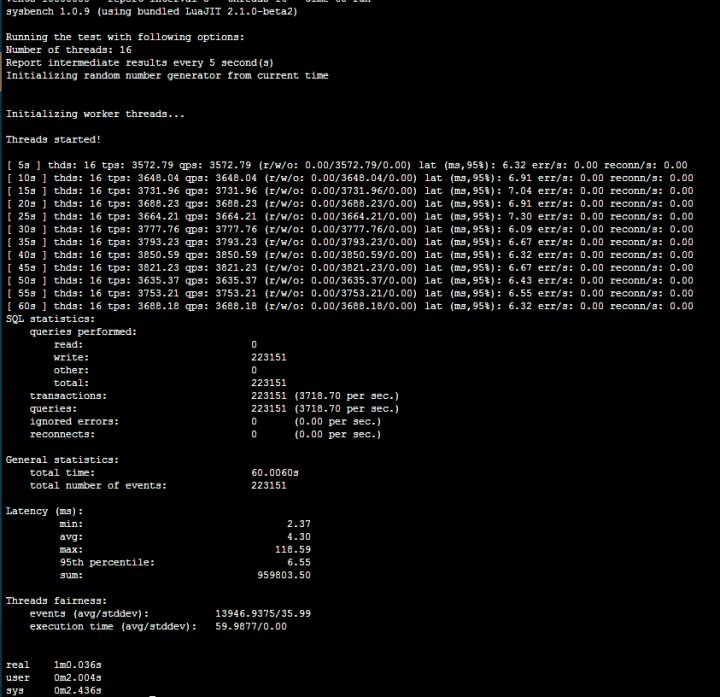 sysbench 1.0.9 (using bundled LuaJIT 2.1.0-beta2)
Running the test with following options:
Number of threads: 16
Report intermediate results every 5 second(s)
Initializing random number generator from current time
Initializing worker threads...
Threads started!
[ 5s ] thds: 16 tps: 3572.79 qps: 3572.79 (r/w/o: 0.00/3572.79/0.00) lat (ms,95%): 6.32 err/s: 0.00 reconn/s: 0.00
[ 10s ] thds: 16 tps: 3648.04 qps: 3648.04 (r/w/o: 0.00/3648.04/0.00) lat (ms,95%): 6.91 err/s: 0.00 reconn/s: 0.00
[ 15s ] thds: 16 tps: 3731.96 qps: 3731.96 (r/w/o: 0.00/3731.96/0.00) lat (ms,95%): 7.04 err/s: 0.00 reconn/s: 0.00
[ 20s ] thds: 16 tps: 3688.23 qps: 3688.23 (r/w/o: 0.00/3688.23/0.00) lat (ms,95%): 6.91 err/s: 0.00 reconn/s: 0.00
[ 25s ] thds: 16 tps: 3664.21 qps: 3664.21 (r/w/o: 0.00/3664.21/0.00) lat (ms,95%): 7.30 err/s: 0.00 reconn/s: 0.00
[ 30s ] thds: 16 tps: 3777.76 qps: 3777.76 (r/w/o: 0.00/3777.76/0.00) lat (ms,95%): 6.09 err/s: 0.00 reconn/s: 0.00
[ 35s ] thds: 16 tps: 3793.23 qps: 3793.23 (r/w/o: 0.00/3793.23/0.00) lat (ms,95%): 6.67 err/s: 0.00 reconn/s: 0.00
[ 40s ] thds: 16 tps: 3850.59 qps: 3850.59 (r/w/o: 0.00/3850.59/0.00) lat (ms,95%): 6.32 err/s: 0.00 reconn/s: 0.00
[ 45s ] thds: 16 tps: 3821.23 qps: 3821.23 (r/w/o: 0.00/3821.23/0.00) lat (ms,95%): 6.67 err/s: 0.00 reconn/s: 0.00
[ 50s ] thds: 16 tps: 3635.37 qps: 3635.37 (r/w/o: 0.00/3635.37/0.00) lat (ms,95%): 6.43 err/s: 0.00 reconn/s: 0.00
[ 55s ] thds: 16 tps: 3753.21 qps: 3753.21 (r/w/o: 0.00/3753.21/0.00) lat (ms,95%): 6.55 err/s: 0.00 reconn/s: 0.00
[ 60s ] thds: 16 tps: 3688.18 qps: 3688.18 (r/w/o: 0.00/3688.18/0.00) lat (ms,95%): 6.32 err/s: 0.00 reconn/s: 0.00
SQL statistics:
queries performed:
read: 0
write: 223151
other: 0
total: 223151
transactions: 223151 (3718.70 per sec.)
queries: 223151 (3718.70 per sec.)
ignored errors: 0 (0.00 per sec.)
reconnects: 0 (0.00 per sec.)
General statistics:
total time: 60.0060s
total number of events: 223151
Latency (ms):
min: 2.37
avg: 4.30
max: 118.59
95th percentile: 6.55
sum: 959803.50
Threads fairness:
events (avg/stddev): 13946.9375/35.99
execution time (avg/stddev): 59.9877/0.00
real 1m0.036s
user 0m2.004s
sys 0m2.436s